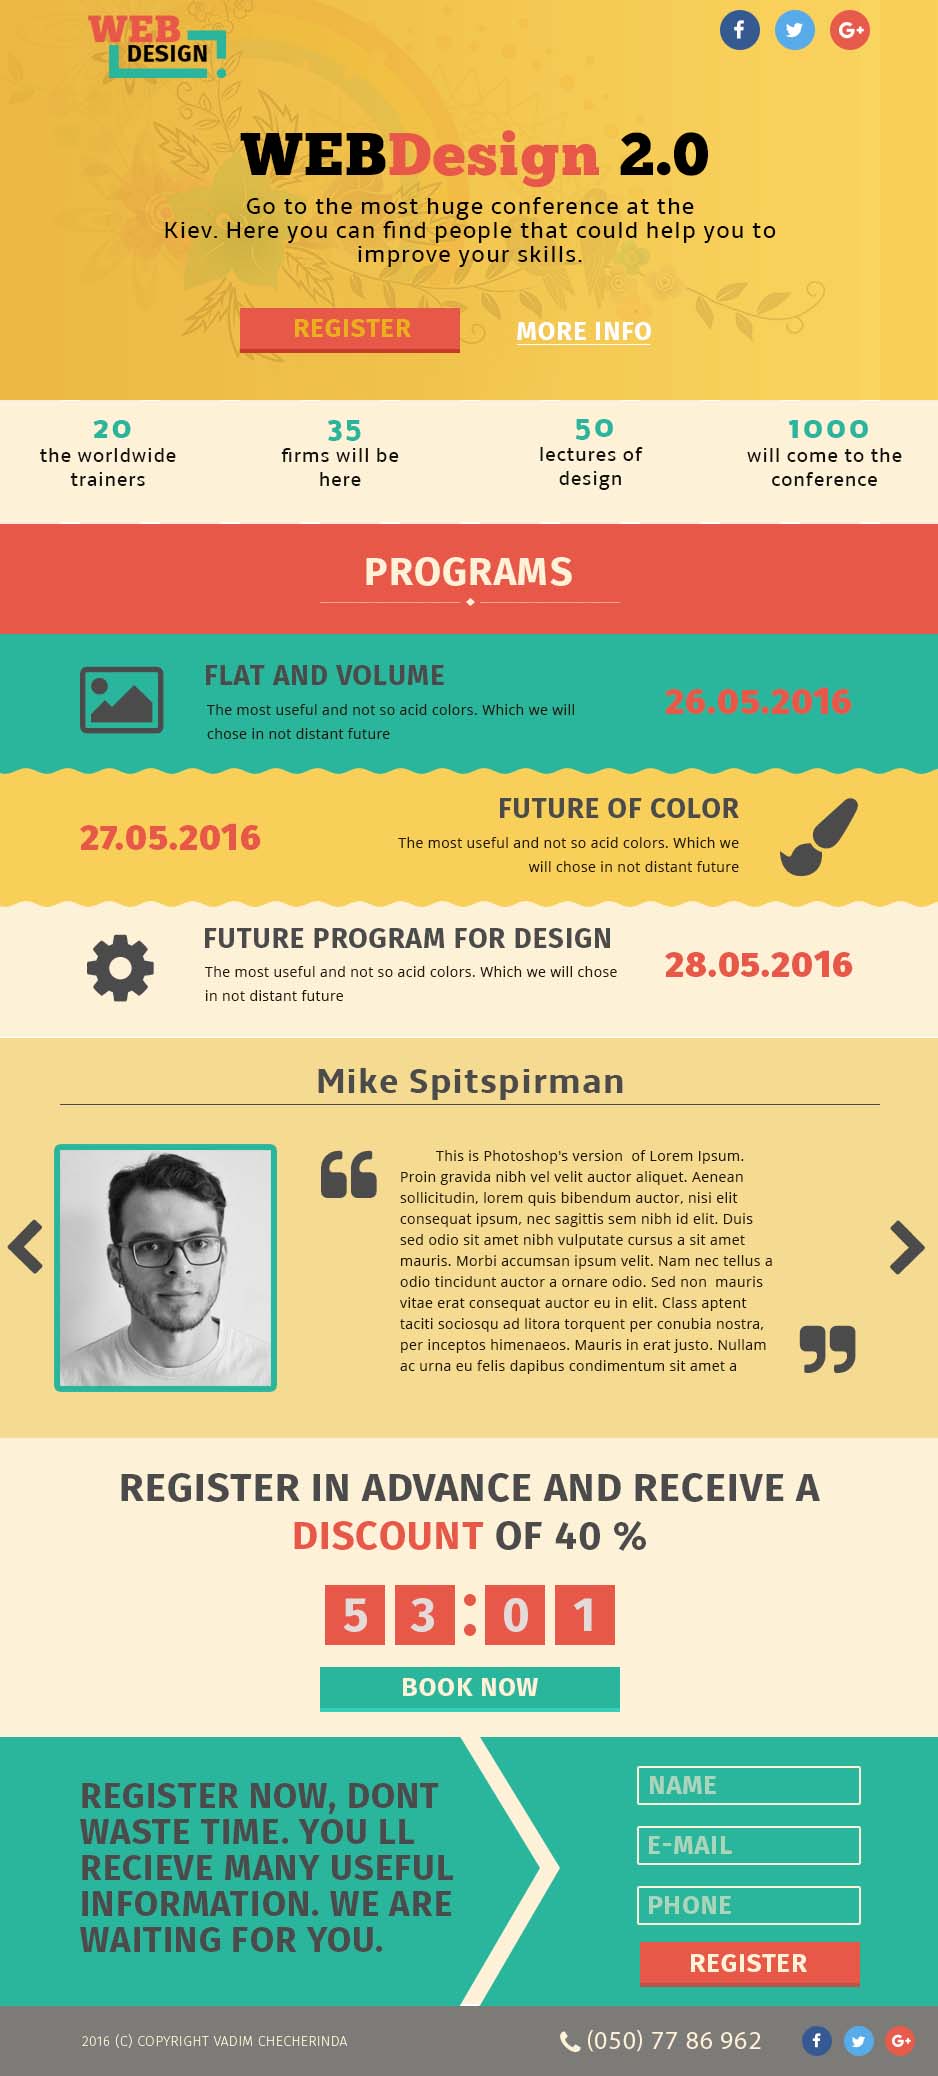 WEB
DESIGN
WEBDesign 2.0
Go to the most huge conference at the
Kiev. Here you can find people that could help you to
improve your skills.
REGISTER
MORE INFO
20
the worldwide
trainers
35
firms will be
here
50
lectures of
design
1000
will come to the
conference
PROGRAMS
FLAT AND VOLUME
The most useful and not so acid colors. Which we will
chose in not distant future
26.05.2016
27.05.2016
FUTURE OF COLOR
The most useful and not so acid colors. Which we
will chose in not distant future
FUTURE PROGRAM FOR DESIGN
The most useful and not so acid colors. Which we will chose
in not distant future
28.05.2016
Mike Spitspirman
This is Photoshop's version of Lorem Ipsum.
Proin gravida nibh vel velit auctor aliquet. Aenean
sollicitudin, lorem quis bibendum auctor, nisi elit
consequat ipsum, nec sagittis sem nibh id elit. Duis
sed odio sit amet nibh vulputate cursus a sit amet
mauris. Morbi accumsan ipsum velit. Nam nec tellus a
odio tincidunt auctor a ornare odio. Sed non mauris
vitae erat consequat auctor eu in elit. Class aptent
taciti sociosqu ad litora torquent per conubia nostra,
per inceptos himenaeos. Mauris in erat justo. Nullam
ac urna eu felis dapibus condimentum sit amet a
REGISTER IN ADVANCE AND RECEIVE A
DISCOUNT OF 40 %
53:01
BOOK NOW
REGISTER NOW, DONT
WASTE TIME. YOU LL
RECIEVE MANY USEFUL
INFORMATION. WE ARE
WAITING FOR YOU.
NAME
E-MAIL
PHONE
REGISTER
2016 (C) COPYRIGHT VADIM CHECHERINDA
(050) 77 86 962